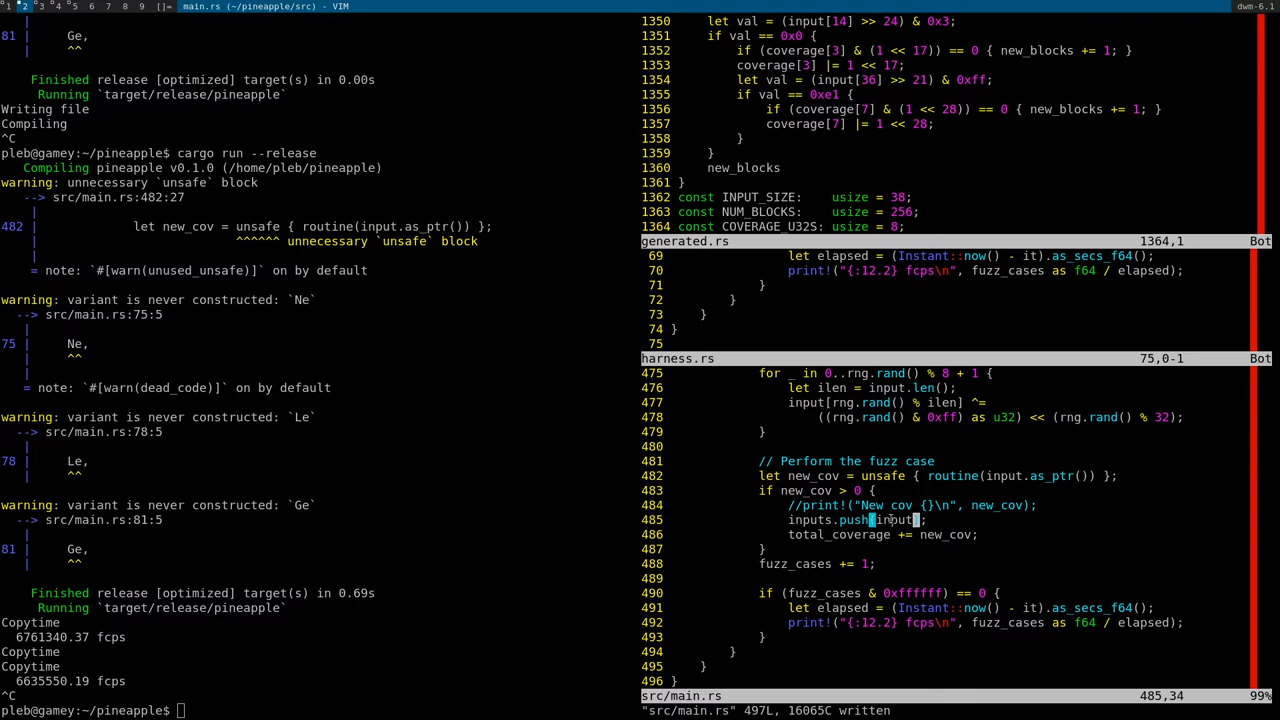 1 2 3 4 5 6 7 8 9 []= main.rs (~/pineapple/src) - VIM dwm-6.1
|
81 | Ge,
| ^^
Finished release [optimized] target(s) in 0.00s
Running `target/release/pineapple`
Writing file
Compiling
^C
pleb@gamey:~/pineapple$ cargo run --release
Compiling pineapple v0.1.0 (/home/pleb/pineapple)
warning: unnecessary `unsafe` block
--> src/main.rs:482:27
|
482 | let new_cov = unsafe { routine(input.as_ptr()) };
| ^^^^^^ unnecessary `unsafe` block
|
= note: `#[warn(unused_unsafe)]` on by default
warning: variant is never constructed: `Ne`
--> src/main.rs:75:5
|
75 | Ne,
| ^^
|
= note: `#[warn(dead_code)]` on by default
warning: variant is never constructed: `Le`
--> src/main.rs:78:5
|
78 | Le,
| ^^
warning: variant is never constructed: `Ge`
--> src/main.rs:81:5
|
81 | Ge,
| ^^
Finished release [optimized] target(s) in 0.69s
Running `target/release/pineapple`
Copytime
6761340.37 fcps
Copytime
Copytime
6635550.19 fcps
^C
pleb@gamey:~/pineapple$
1350 let val = (input[14] >> 24) & 0x3;
1351 if val == 0x0 {
1352 if (coverage[3] & (1 << 17)) == 0 { new_blocks += 1; }
1353 coverage[3] |= 1 << 17;
1354 let val = (input[36] >> 21) & 0xff;
1355 if val == 0xe1 {
1356 if (coverage[7] & (1 << 28)) == 0 { new_blocks += 1; }
1357 coverage[7] |= 1 << 28;
1358 }
1359 }
1360 new_blocks
1361 }
1362 const INPUT_SIZE: usize = 38;
1363 const NUM_BLOCKS: usize = 256;
1364 const COVERAGE_U32S: usize = 8;
generated.rs 1364,1 Bot
69 let elapsed = (Instant::now() - it).as_secs_f64();
70 print!("{:12.2} fcps\n", fuzz_cases as f64 / elapsed);
71 }
72 }
73 }
74 }
75
harness.rs 75,0-1 Bot
475 for _ in 0..rng.rand() % 8 + 1 {
476 let ilen = input.len();
477 input[rng.rand() % ilen] ^=
478 ((rng.rand() & 0xff) as u32) << (rng.rand() % 32);
479 }
480
481 // Perform the fuzz case
482 let new_cov = unsafe { routine(input.as_ptr()) };
483 if new_cov > 0 {
484 //print!("New cov {}\n", new_cov);
485 inputs.push(input);
486 total_coverage += new_cov;
487 }
488 fuzz_cases += 1;
489
490 if (fuzz_cases & 0xffffff) == 0 {
491 let elapsed = (Instant::now() - it).as_secs_f64();
492 print!("{:12.2} fcps\n", fuzz_cases as f64 / elapsed);
493 }
494 }
495 }
496 }
src/main.rs 485,34 99%
"src/main.rs" 497L, 16065C written